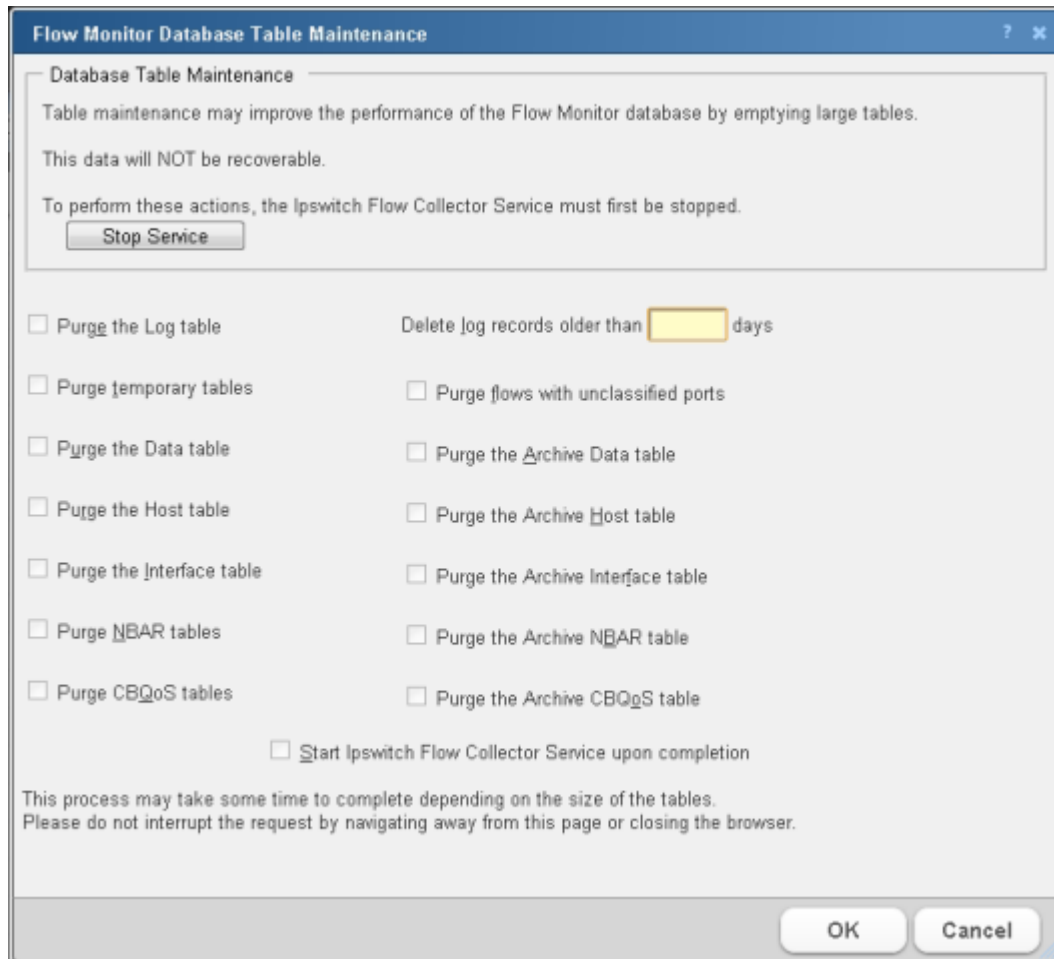 Flow Monitor Database Table Maintenance ? ×
Database Table Maintenance
Table maintenance may improve the performance of the Flow Monitor database by emptying large tables.
This data will NOT be recoverable.
To perform these actions, the Ipswitch Flow Collector Service must first be stopped.
Stop Service
Purge the Log table
Delete log records older than days
Purge temporary tables
Purge flows with unclassified ports
Purge the Data table
Purge the Archive Data table
Purge the Host table
Purge the Archive Host table
Purge the Interface table
Purge the Archive Interface table
Purge NBAR tables
Purge the Archive NBAR table
Purge CBQoS tables
Purge the Archive CBQoS table
Start Ipswitch Flow Collector Service upon completion
This process may take some time to complete depending on the size of the tables.
Please do not interrupt the request by navigating away from this page or closing the browser.
OK
Cancel